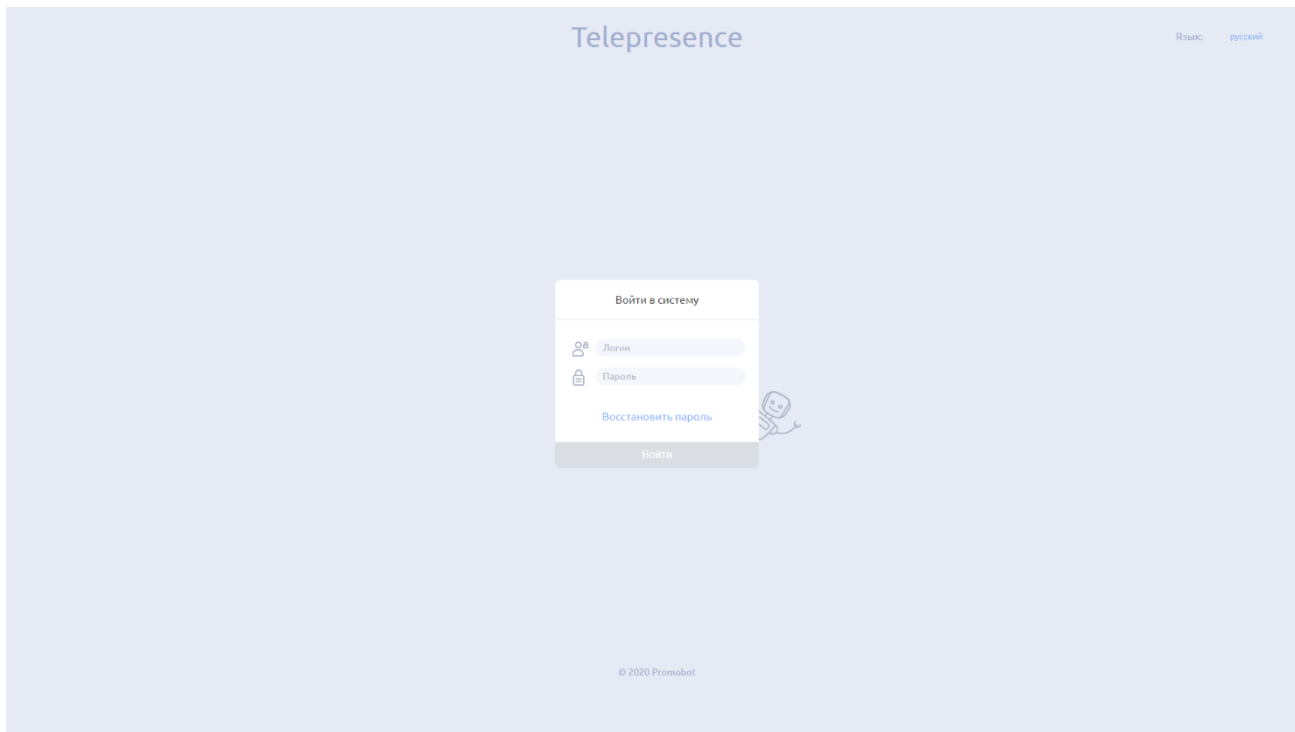 Telepresence
Язык: русский
Войти в систему
Логин
Пароль
Восстановить пароль
Войти
© 2020 Promobot